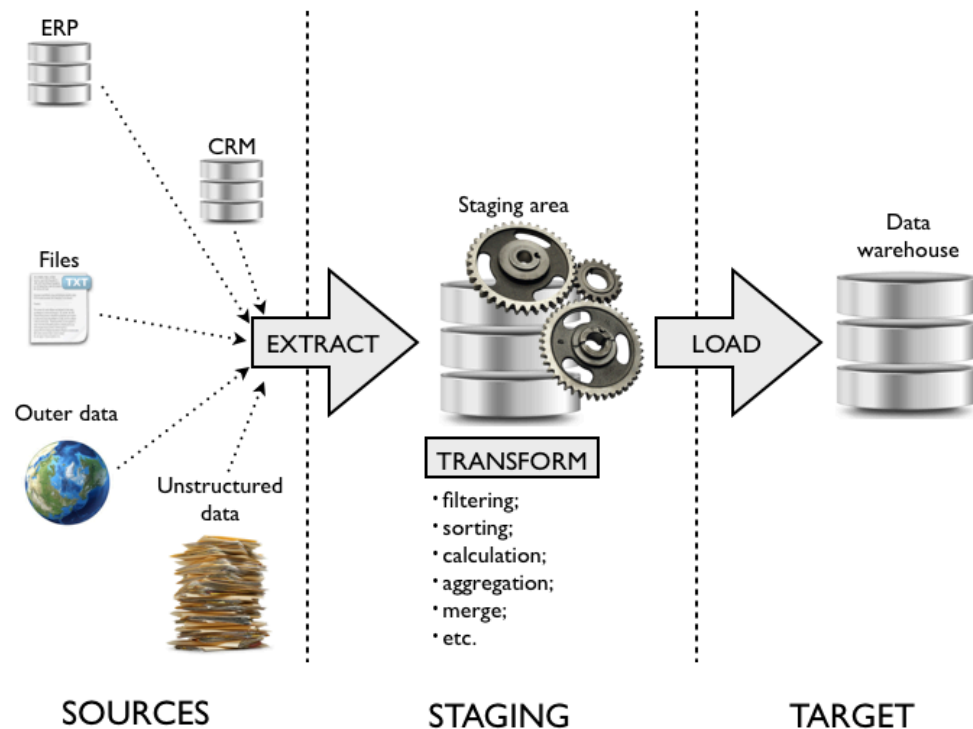 ERP
CRM
Files
TXT
Outer data
Unstructured
data
EXTRACT
Staging area
TRANSFORM
· filtering;
· sorting;
· calculation;
· aggregation;
· merge;
· etc.
LOAD
Data
warehouse
SOURCES
STAGING
TARGET